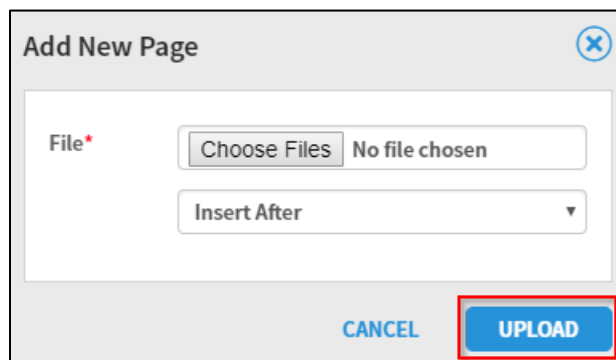 Add New Page
File*
Choose Files No file chosen
Insert After
CANCEL
UPLOAD